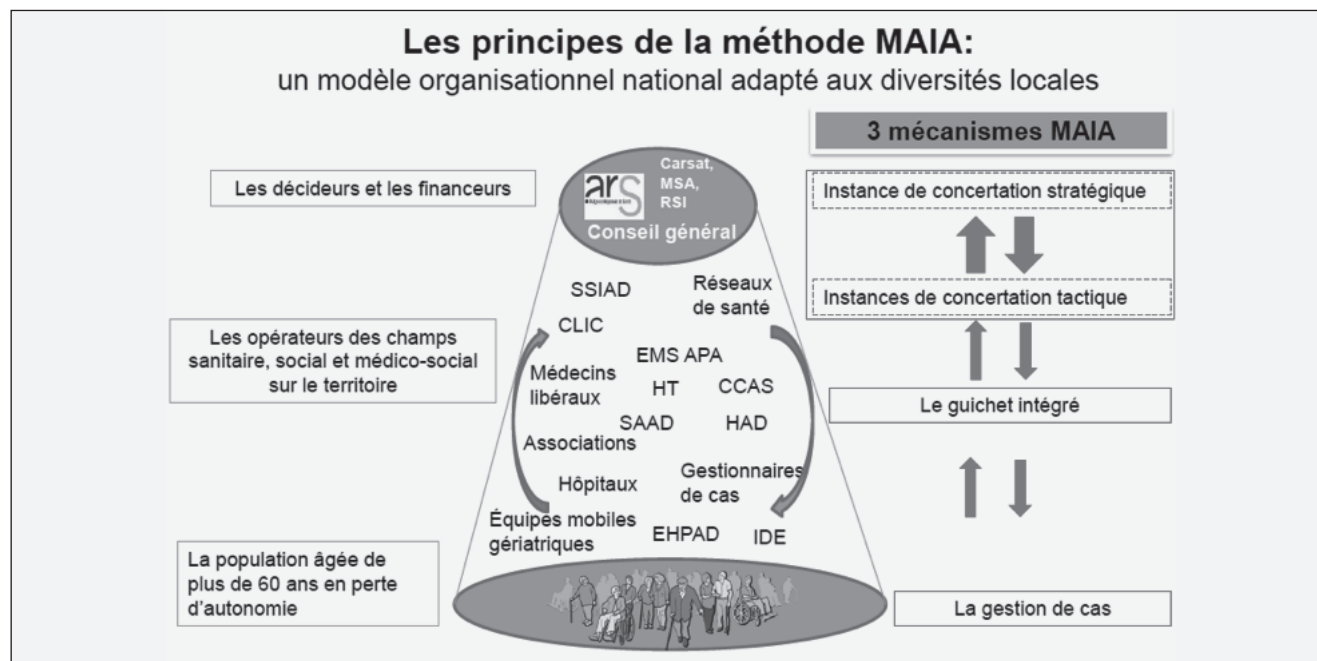 Les principes de la méthode MAIA:
un modèle organisationnel national adapté aux diversités locales
3 mécanismes MAIA
Les décideurs et les financeurs
ars
Carsat,
MSA,
RSI
Conseil général
Instance de concertation stratégique
Instances de concertation tactique
Les opérateurs des champs
sanitaire, social et médico-social
sur le territoire
SSIAD
Réseaux
de santé
CLIC
EMS APA
Médecins
libéraux
HT
CCAS
SAAD
HAD
Associations
Hôpitaux
Gestionnaires
de cas
Équipes mobiles
gériatriques
EHPAD
IDE
Le guichet intégré
La population âgée de
plus de 60 ans en perte
d’autonomie
La gestion de cas